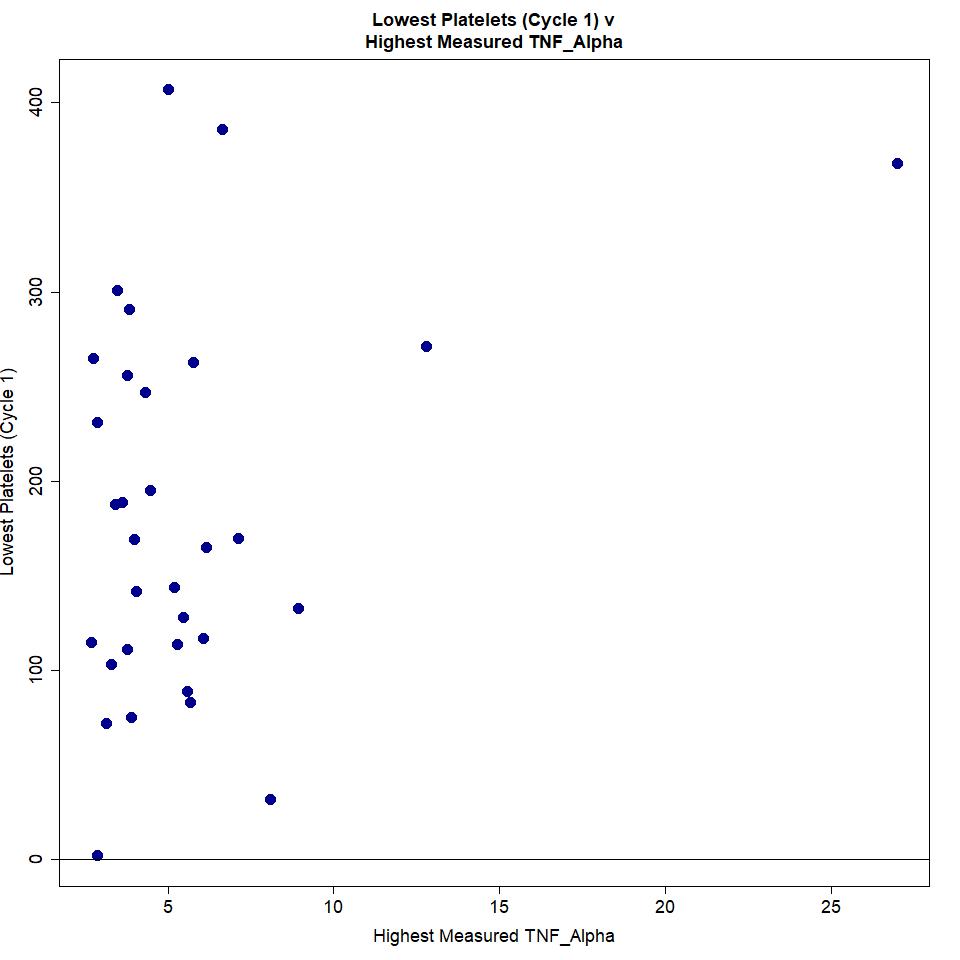 Lowest Platelets (Cycle 1) v
Highest Measured TNF_Alpha
400
300
200
100
0
Lowest Platelets (Cycle 1)
5 10 15 20 25
Highest Measured TNF_Alpha